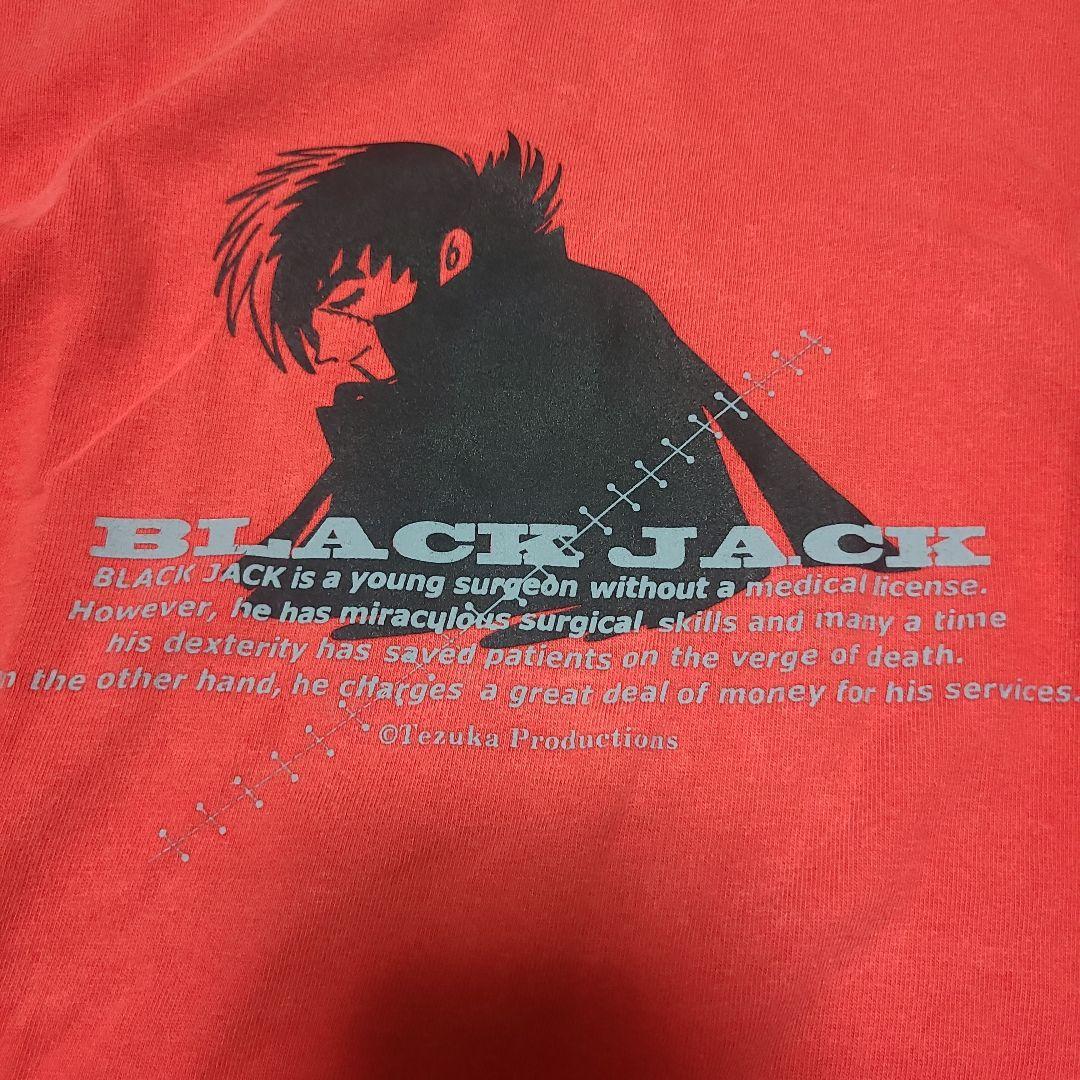 BLACK JACK
BLACK JACK is a young surgeon without a medical license.
However, he has miraculous surgical skills and many a time
his dexterity has saved patients on the verge of death.
n the other hand, he charges a great deal of money for his services.
©Tezuka Productions